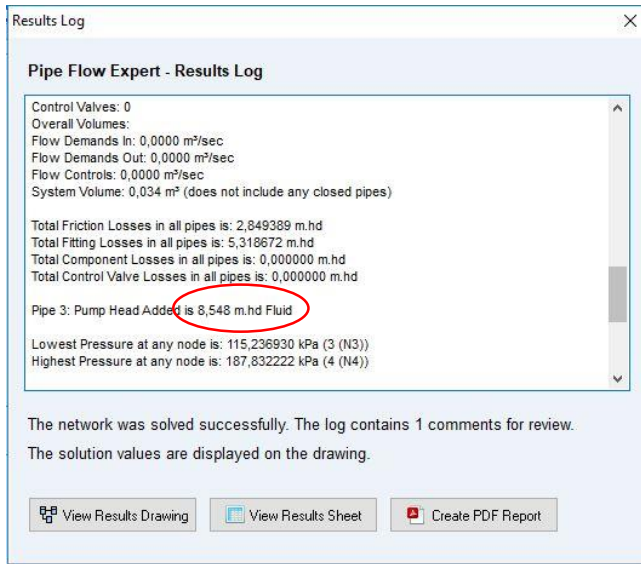 Results Log
Pipe Flow Expert - Results Log
Control Valves: 0
Overall Volumes:
Flow Demands In: 0,0000 m³/sec
Flow Demands Out: 0,0000 m³/sec
Flow Controls: 0,0000 m³/sec
System Volume: 0,034 m³ (does not include any closed pipes)
Total Friction Losses in all pipes is: 2,849389 m.hd
Total Fitting Losses in all pipes is: 5,318672 m.hd
Total Component Losses in all pipes is: 0,000000 m.hd
Total Control Valve Losses in all pipes is: 0,000000 m.hd
Pipe 3: Pump Head Added is 8,548 m.hd Fluid
Lowest Pressure at any node is: 115,236930 kPa (3 (N3))
Highest Pressure at any node is: 187,832222 kPa (4 (N4))
The network was solved successfully. The log contains 1 comments for review.
The solution values are displayed on the drawing.
View Results Drawing
View Results Sheet
Create PDF Report